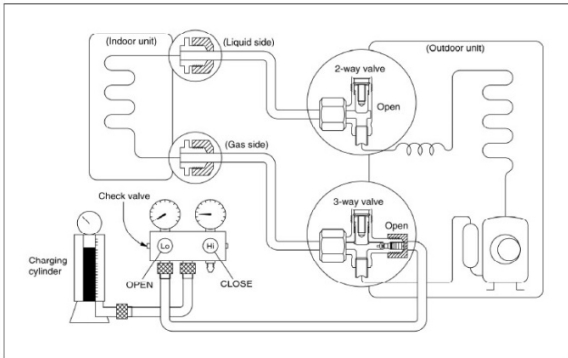 (Indoor unit)
(Liquid side)
(Outdoor unit)
2-way valve
Open
(Gas side)
3-way valve
Open
Check valve
Lo
Hi
Charging
cylinder
OPEN
CLOSE